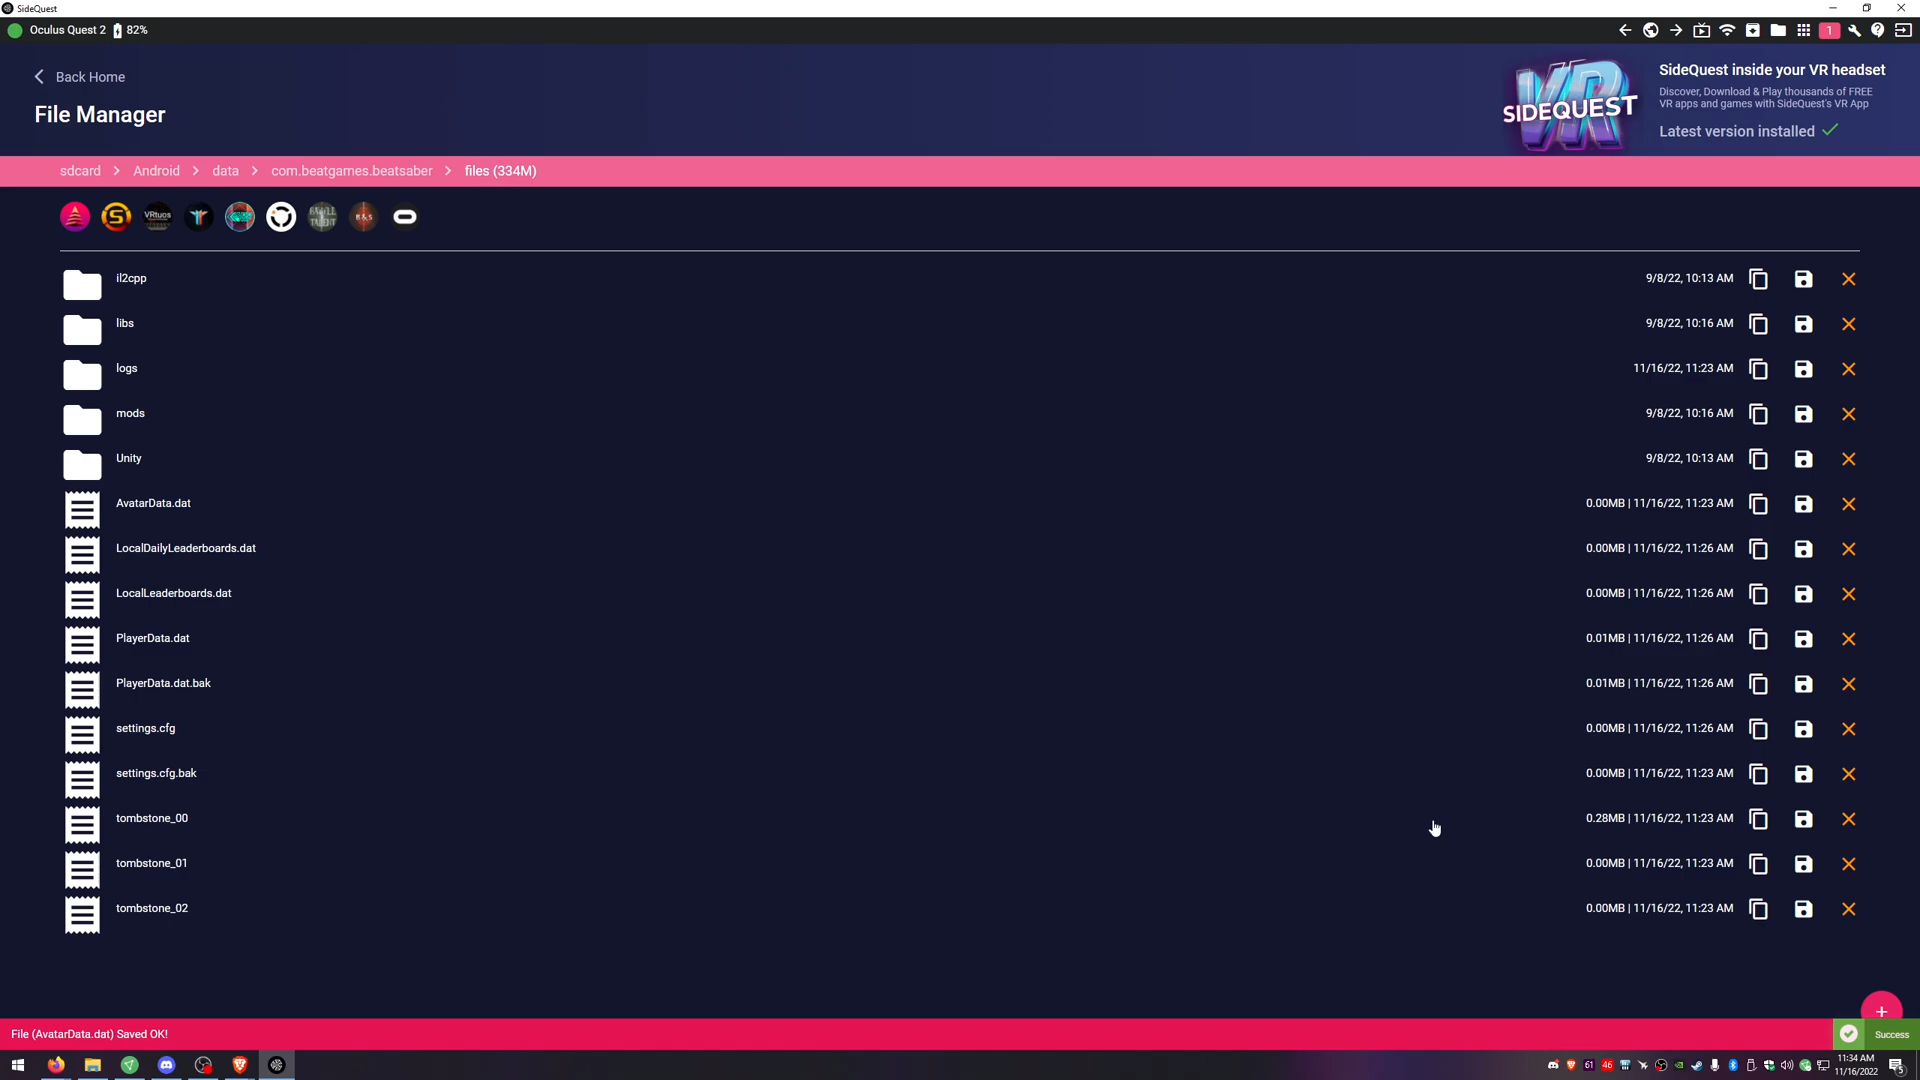 SideQuest
Oculus Quest 2 82%
1
Back Home
File Manager
VR
SIDEQUEST
SideQuest inside your VR headset
Discover, Download & Play thousands of FREE
VR apps and games with SideQuest's VR App
Latest version installed
sdcard > Android > data > com.beatgames.beatsaber > files (334M)
VRtuos
BATTLE
TALENT
B&S
il2cpp 9/8/22, 10:13 AM
libs 9/8/22, 10:16 AM
logs 11/16/22, 11:23 AM
mods 9/8/22, 10:16 AM
Unity 9/8/22, 10:13 AM
AvatarData.dat 0.00MB | 11/16/22, 11:23 AM
LocalDailyLeaderboards.dat 0.00MB | 11/16/22, 11:26 AM
LocalLeaderboards.dat 0.00MB | 11/16/22, 11:26 AM
PlayerData.dat 0.01MB | 11/16/22, 11:26 AM
PlayerData.dat.bak 0.01MB | 11/16/22, 11:26 AM
settings.cfg 0.00MB | 11/16/22, 11:26 AM
settings.cfg.bak 0.00MB | 11/16/22, 11:23 AM
tombstone_00 0.28MB | 11/16/22, 11:23 AM
tombstone_01 0.00MB | 11/16/22, 11:23 AM
tombstone_02 0.00MB | 11/16/22, 11:23 AM
File (AvatarData.dat) Saved OK!
Success
61 46
11:34 AM
11/16/2022
5